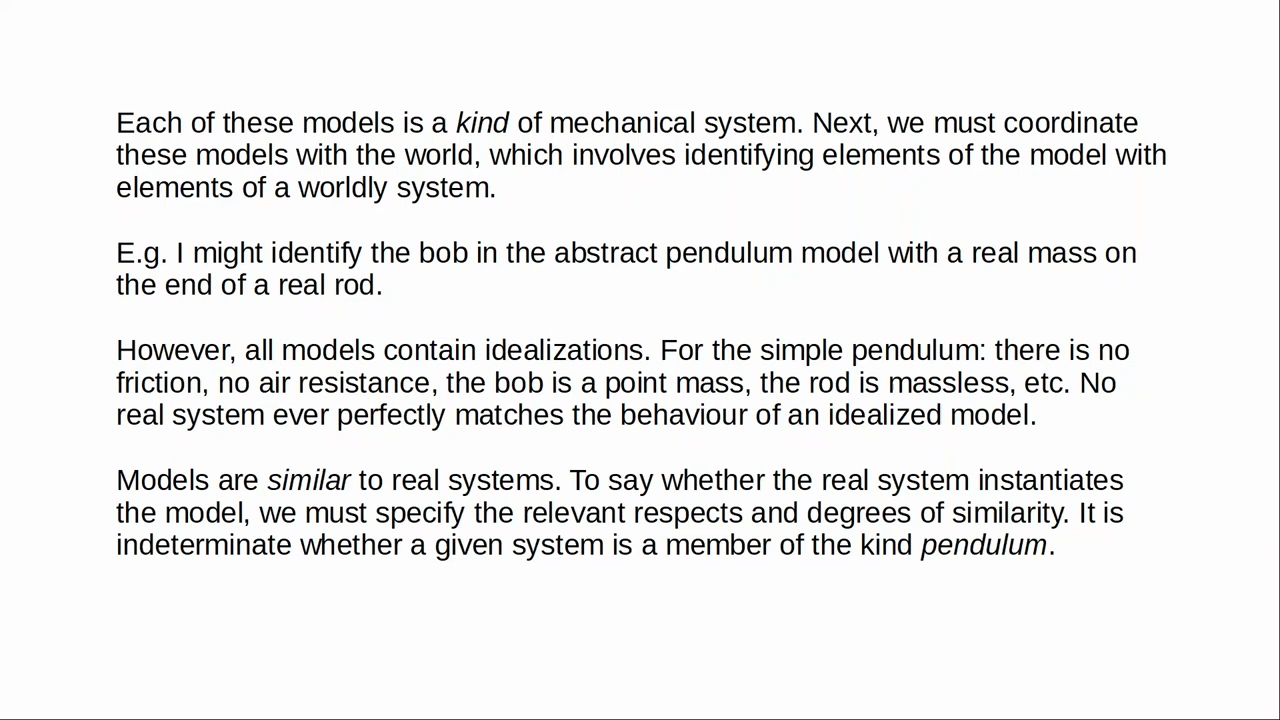 Each of these models is a kind of mechanical system. Next, we must coordinate
these models with the world, which involves identifying elements of the model with
elements of a worldly system.
E.g. I might identify the bob in the abstract pendulum model with a real mass on
the end of a real rod.
However, all models contain idealizations. For the simple pendulum: there is no
friction, no air resistance, the bob is a point mass, the rod is massless, etc. No
real system ever perfectly matches the behaviour of an idealized model.
Models are similar to real systems. To say whether the real system instantiates
the model, we must specify the relevant respects and degrees of similarity. It is
indeterminate whether a given system is a member of the kind pendulum.